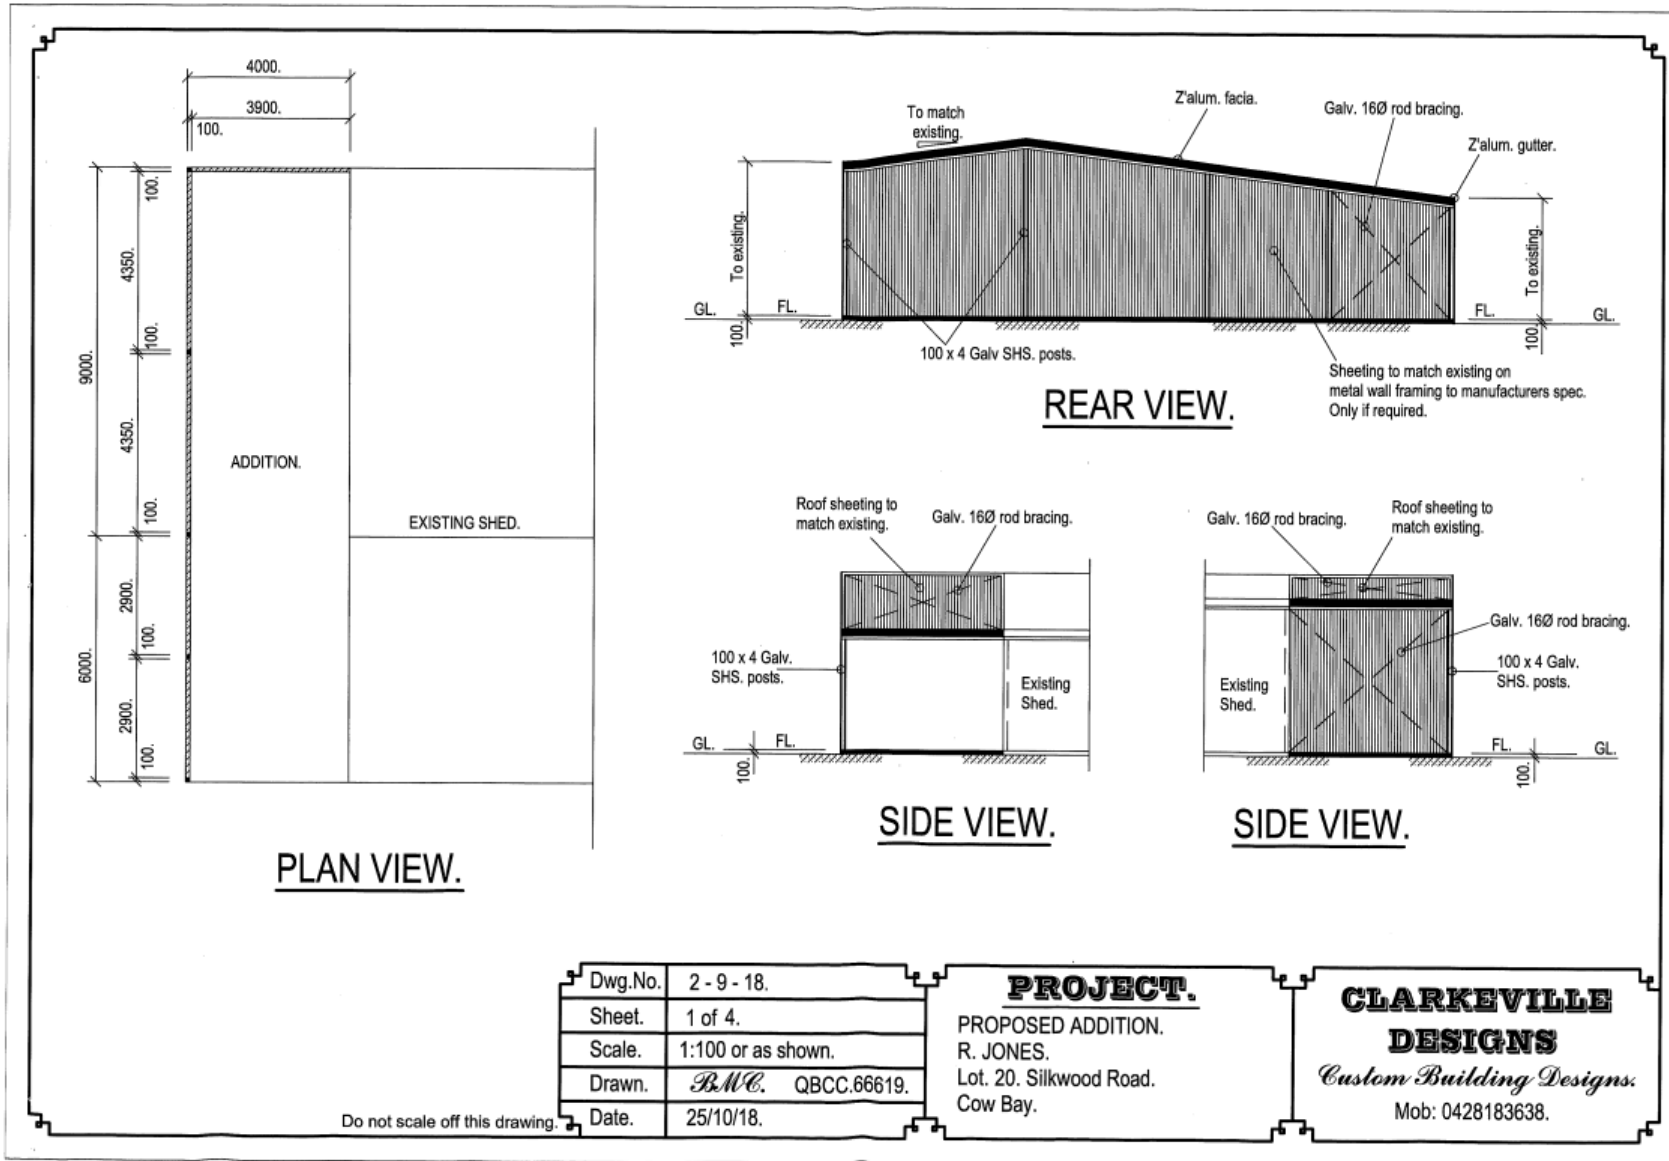 4000.
3900.
100.
100.
4350.
100.
9000.
4350.
100.
2900.
100.
6000.
2900.
100.
ADDITION.
EXISTING SHED.
PLAN VIEW.
To match
existing.
Z'alum. facia.
Galv. 16Ø rod bracing.
Z'alum. gutter.
To existing.
To existing.
GL.
FL.
100.
FL.
GL.
100.
100 x 4 Galv SHS. posts.
Sheeting to match existing on
metal wall framing to manufacturers spec.
Only if required.
REAR VIEW.
Roof sheeting to
match existing.
Galv. 16Ø rod bracing.
100 x 4 Galv.
SHS. posts.
Existing
Shed.
GL.
FL.
100.
SIDE VIEW.
Galv. 16Ø rod bracing.
Roof sheeting to
match existing.
Galv. 16Ø rod bracing.
100 x 4 Galv.
SHS. posts.
Existing
Shed.
FL.
GL.
100.
SIDE VIEW.
Do not scale off this drawing.
Dwg.No. 2 - 9 - 18.
Sheet. 1 of 4.
Scale. 1:100 or as shown.
Drawn. BMC. QBCC.66619.
Date. 25/10/18.
PROJECT.
PROPOSED ADDITION.
R. JONES.
Lot. 20. Silkwood Road.
Cow Bay.
CLARKEVILLE
DESIGNS
Custom Building Designs.
Mob: 0428183638.